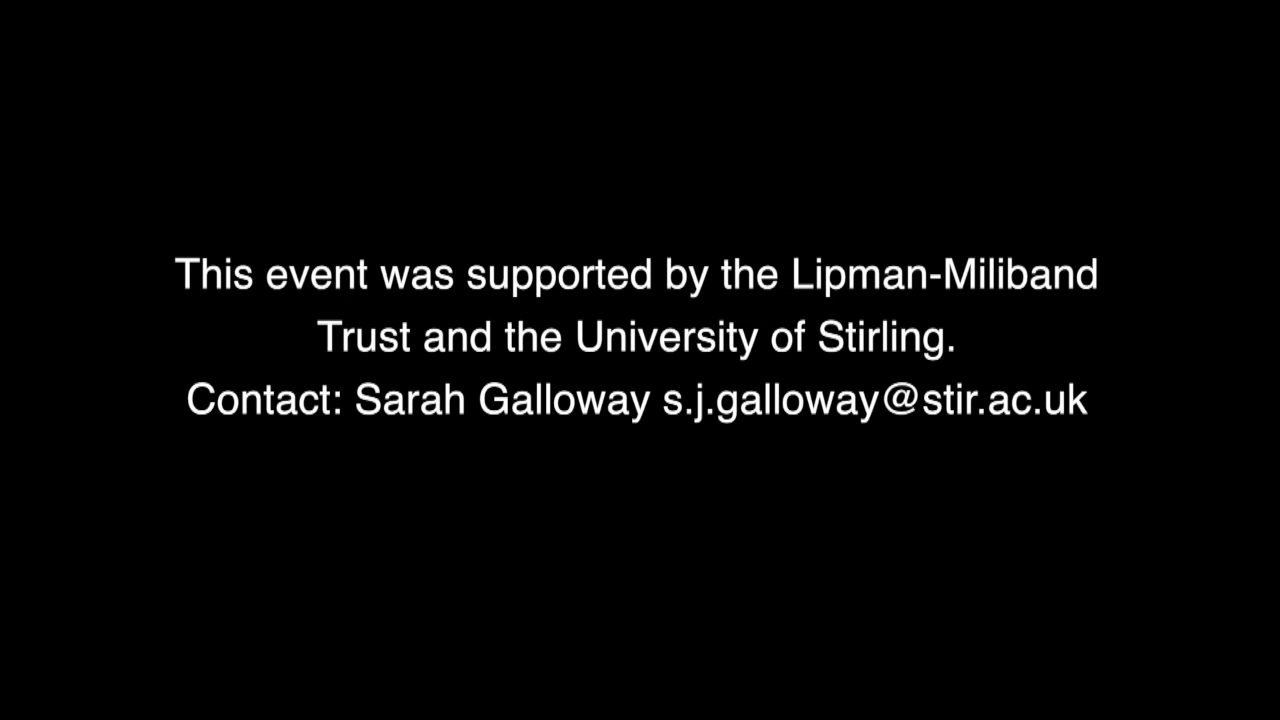 This event was supported by the Lipman-Miliband
Trust and the University of Stirling.
Contact: Sarah Galloway s.j.galloway@stir.ac.uk